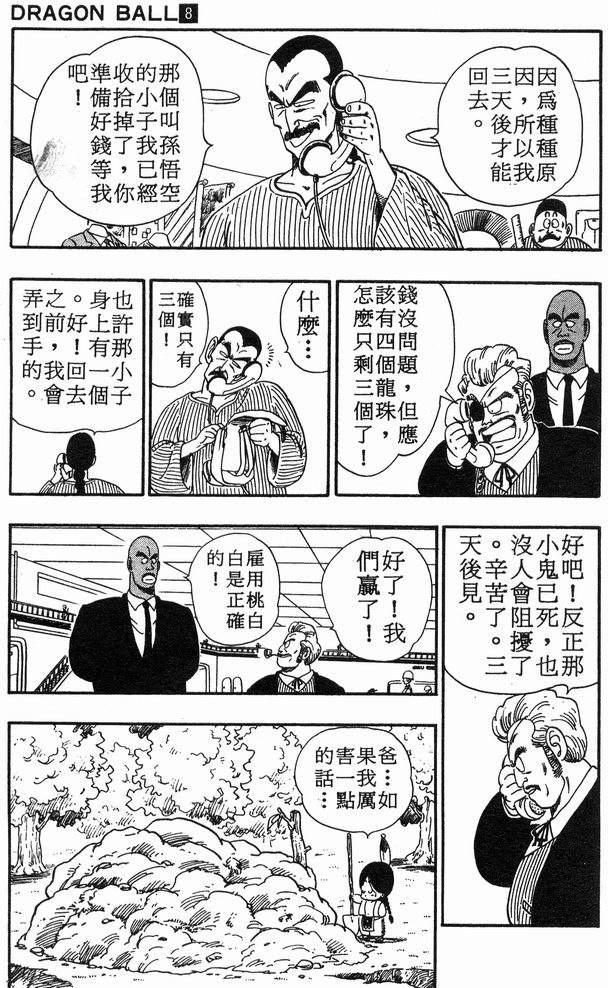 DRAGON BALL 8
因為種種原
因，所以我
三天後才能
回去。
那個叫孫悟空
的小子我已經
收拾掉了，你
準備好錢等我
吧！
錢沒問題，但應
該有四個龍珠，
怎麼只剩三個了！
什麼…
確實只有
三個！
也許那小子
身上有一個
。好！回去
之前，我會
弄到手的。
好吧！反正那
小鬼已死，也
沒人會阻擾了
。辛苦了。三
天後見。
好了！我
們贏了！
雇用桃白
白是正確
的！
爸…如
果我厲
害一點
的話…